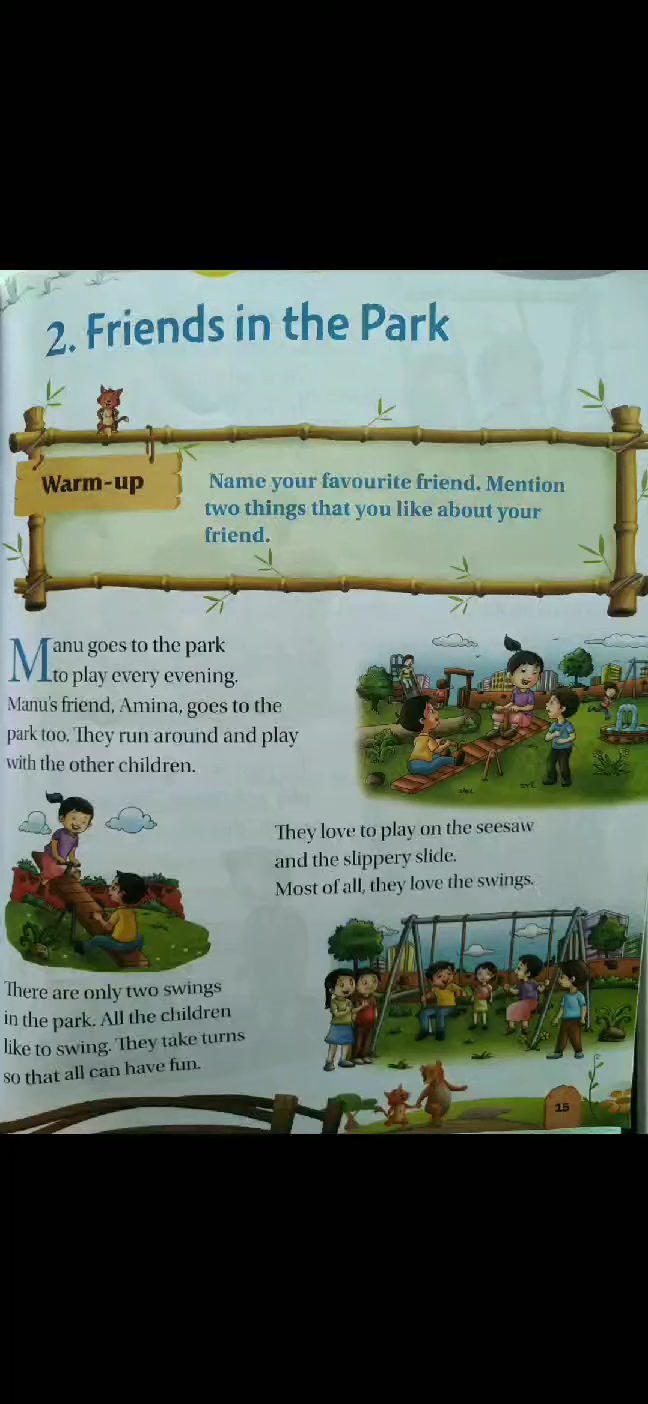 2. Friends in the Park
Warm-up
Name your favourite friend. Mention
two things that you like about your
friend.
Manu goes to the park
to play every evening.
Manu's friend, Amina, goes to the
park too. They run around and play
with the other children.
They love to play on the seesaw
and the slippery slide.
Most of all, they love the swings.
There are only two swings
in the park. All the children
like to swing. They take turns
so that all can have fun.
15